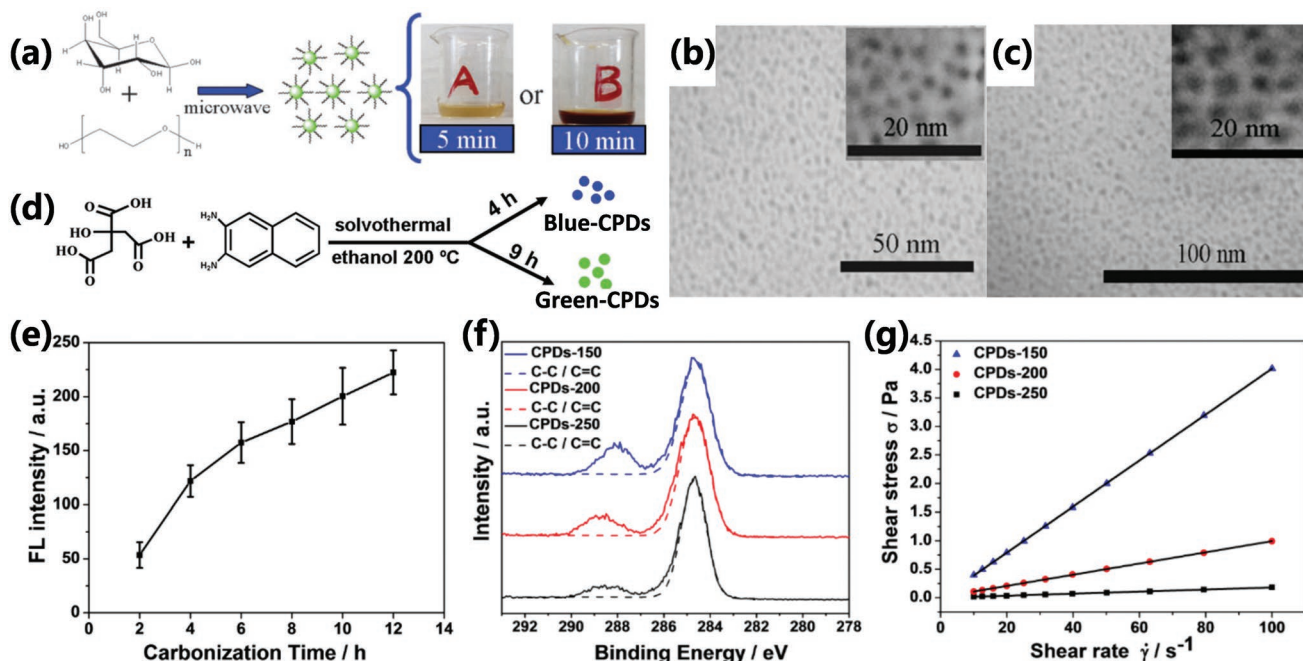 (a)
HO
OH
H
O
HO
H
H
H
OH
OH
H
+
HO
O
H
n
microwave
A
or
B
5 min
10 min
(b)
20 nm
50 nm
(c)
20 nm
100 nm
(d)
O
OH
HO
OH
HO
O
O
+
H₂N
H₂N
solvothermal
ethanol 200 ºC
4 h
Blue-CPDs
9 h
Green-CPDs
(e)
FL intensity / a.u.
250
200
150
100
50
0
0 2 4 6 8 10 12 14
Carbonization Time / h
(f)
Intensity / a.u.
CPDs-150
C-C / C=C
CPDs-200
C-C / C=C
CPDs-250
C-C / C=C
292 290 288 286 284 282 280 278
Binding Energy / eV
(g)
Shear stress σ / Pa
CPDs-150
CPDs-200
CPDs-250
4.5
4.0
3.5
3.0
2.5
1.0
0.5
0.0
0 20 40 60 80 100
Shear rate γ̇ / s⁻¹